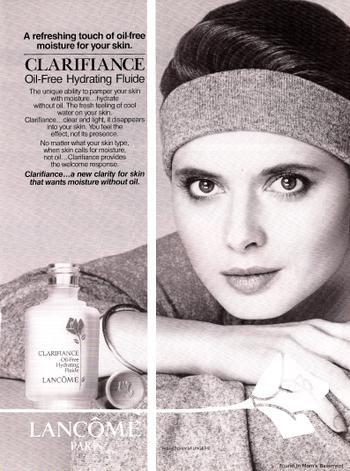 A refreshing touch of oil-free
moisture for your skin.
CLARIFIANCE
Oil-Free Hydrating Fluide
The unique ability to pamper your skin
with moisture...hydrate
without oil. The fresh feeling of cool
water on your skin.
Clarifiance...clear and light, it disappears
into your skin. You feel the
effect, not its presence.
No matter what your skin type,
when skin calls for moisture,
not oil...Clarifiance provides
the welcome response.
Clarifiance...a new clarity for skin
that wants moisture without oil.
CLARIFIANCE
Oil-Free
Hydrating
Fluide
LANCÔME
LANCÔME
PARIS
Found in Mom's Basement